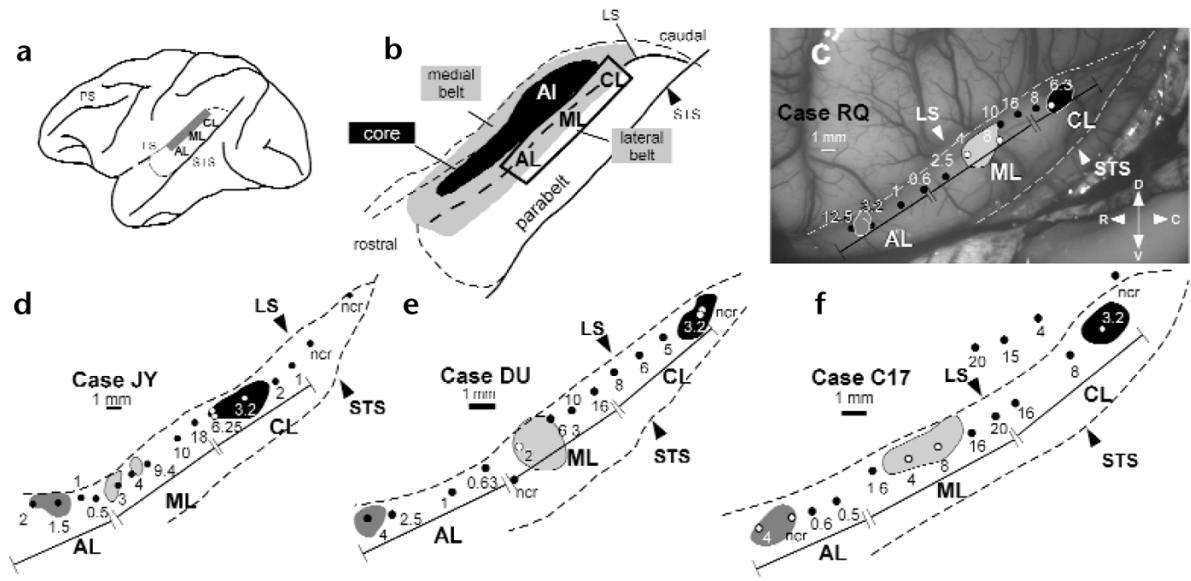 a
PS
LS
CL
ML
AL
STS
b
LS
caudal
medial
belt
CL
AI
STS
ML
core
lateral
belt
AL
parabelt
rostral
c
6.3
8
16
10
Case RQ
LS
4
8
CL
1 mm
2.5
ML
STS
0.6
1
3.2
12.5
AL
D
R
C
V
d
LS
ncr
ncr
Case JY
1 mm
1
2
3.2
STS
6.25
CL
18
10
9.4
4
1
3
0.5
ML
2
1.5
AL
e
ncr
LS
3.2
5
6
Case DU
8
CL
10
16
6 3
STS
2
ML
0.63
ncr
1
2.5
4
AL
f
ncr
3.2
4
15
20
LS
8
Case C17
CL
16
20
16
STS
8
4
1 6
ML
0.5
0.6
4
ncr
AL